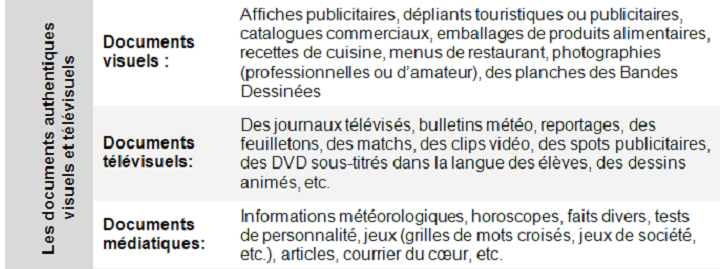 Les documents authentiques
visuels et télévisuels
Documents
visuels :
Affiches publicitaires, dépliants touristiques ou publicitaires,
catalogues commerciaux, emballages de produits alimentaires,
recettes de cuisine, menus de restaurant, photographies
(professionnelles ou d'amateur), des planches des Bandes
Dessinées
Documents
télévisuels:
Des journaux télévisés, bulletins météo, reportages, des
feuilletons, des matchs, des clips vidéo, des spots publicitaires,
des DVD sous-titrés dans la langue des élèves, des dessins
animés, etc.
Documents
médiatiques:
Informations météorologiques, horoscopes, faits divers, tests
de personnalité, jeux (grilles de mots croisés, jeux de société,
etc.), articles, courrier du cœur, etc.